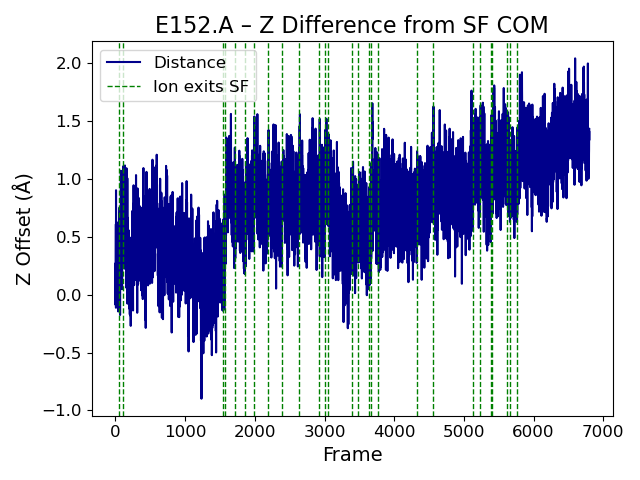 E152.A – Z Difference from SF COM
Distance
Ion exits SF
Z Offset (Å)
2.0
1.5
1.0
0.5
0.0
−0.5
−1.0
0 1000 2000 3000 4000 5000 6000 7000
Frame